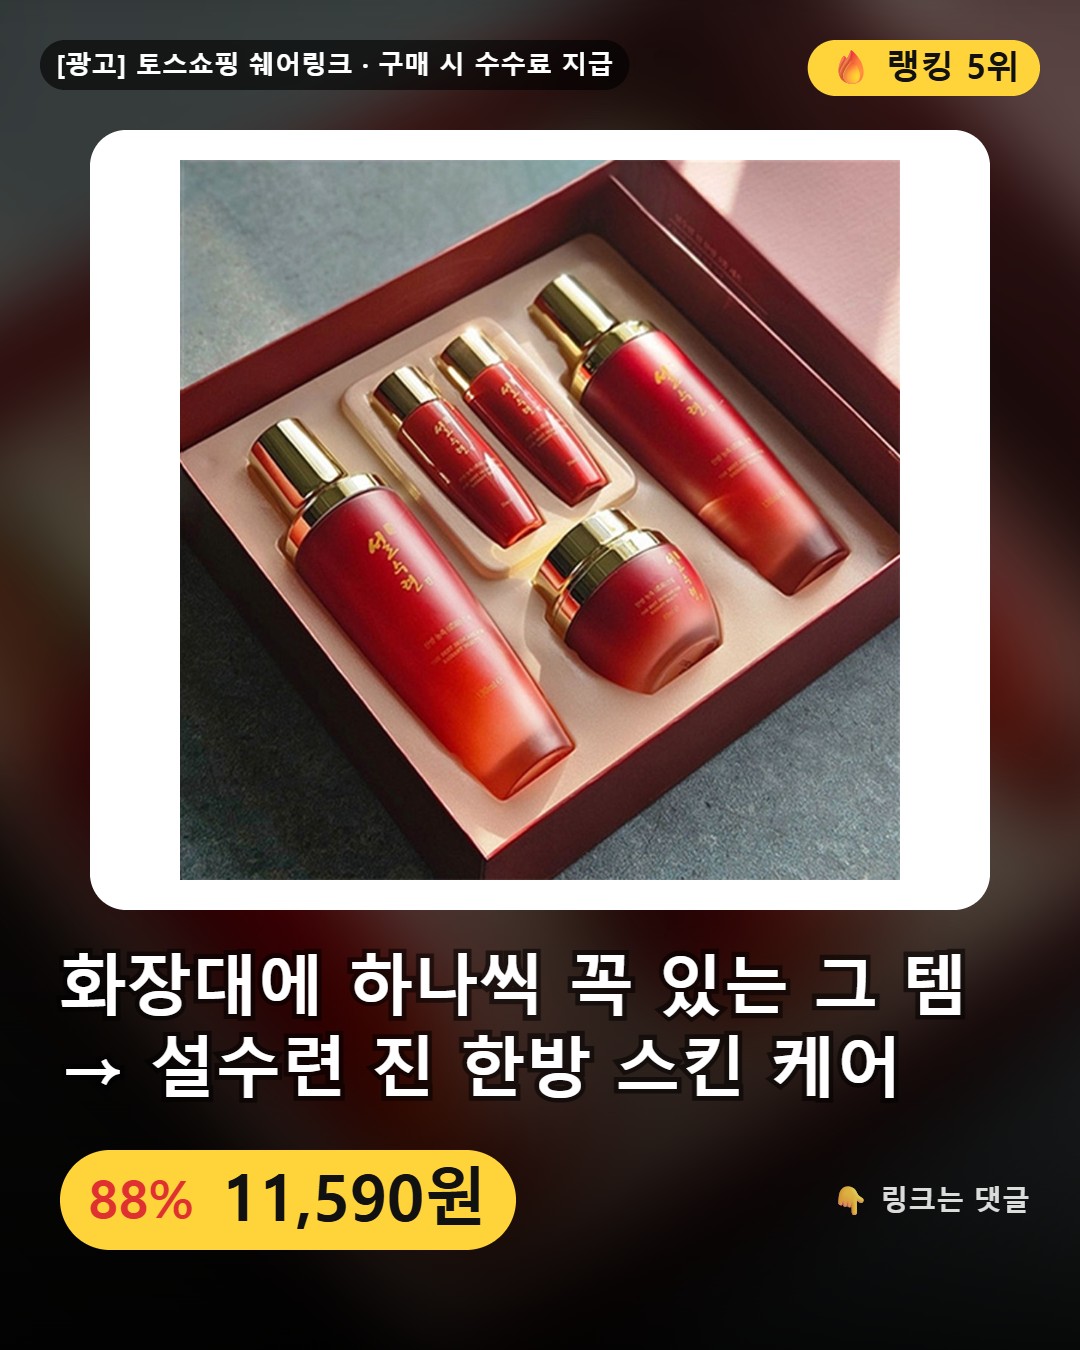 [광고] 토스쇼핑 쉐어링크 · 구매 시 수수료 지급
랭킹 5위
설수련
설수련
설수련
설수련
설수련
화장대에 하나씩 꼭 있는 그 템
→ 설수련 진 한방 스킨 케어
88% 11,590원
링크는 댓글